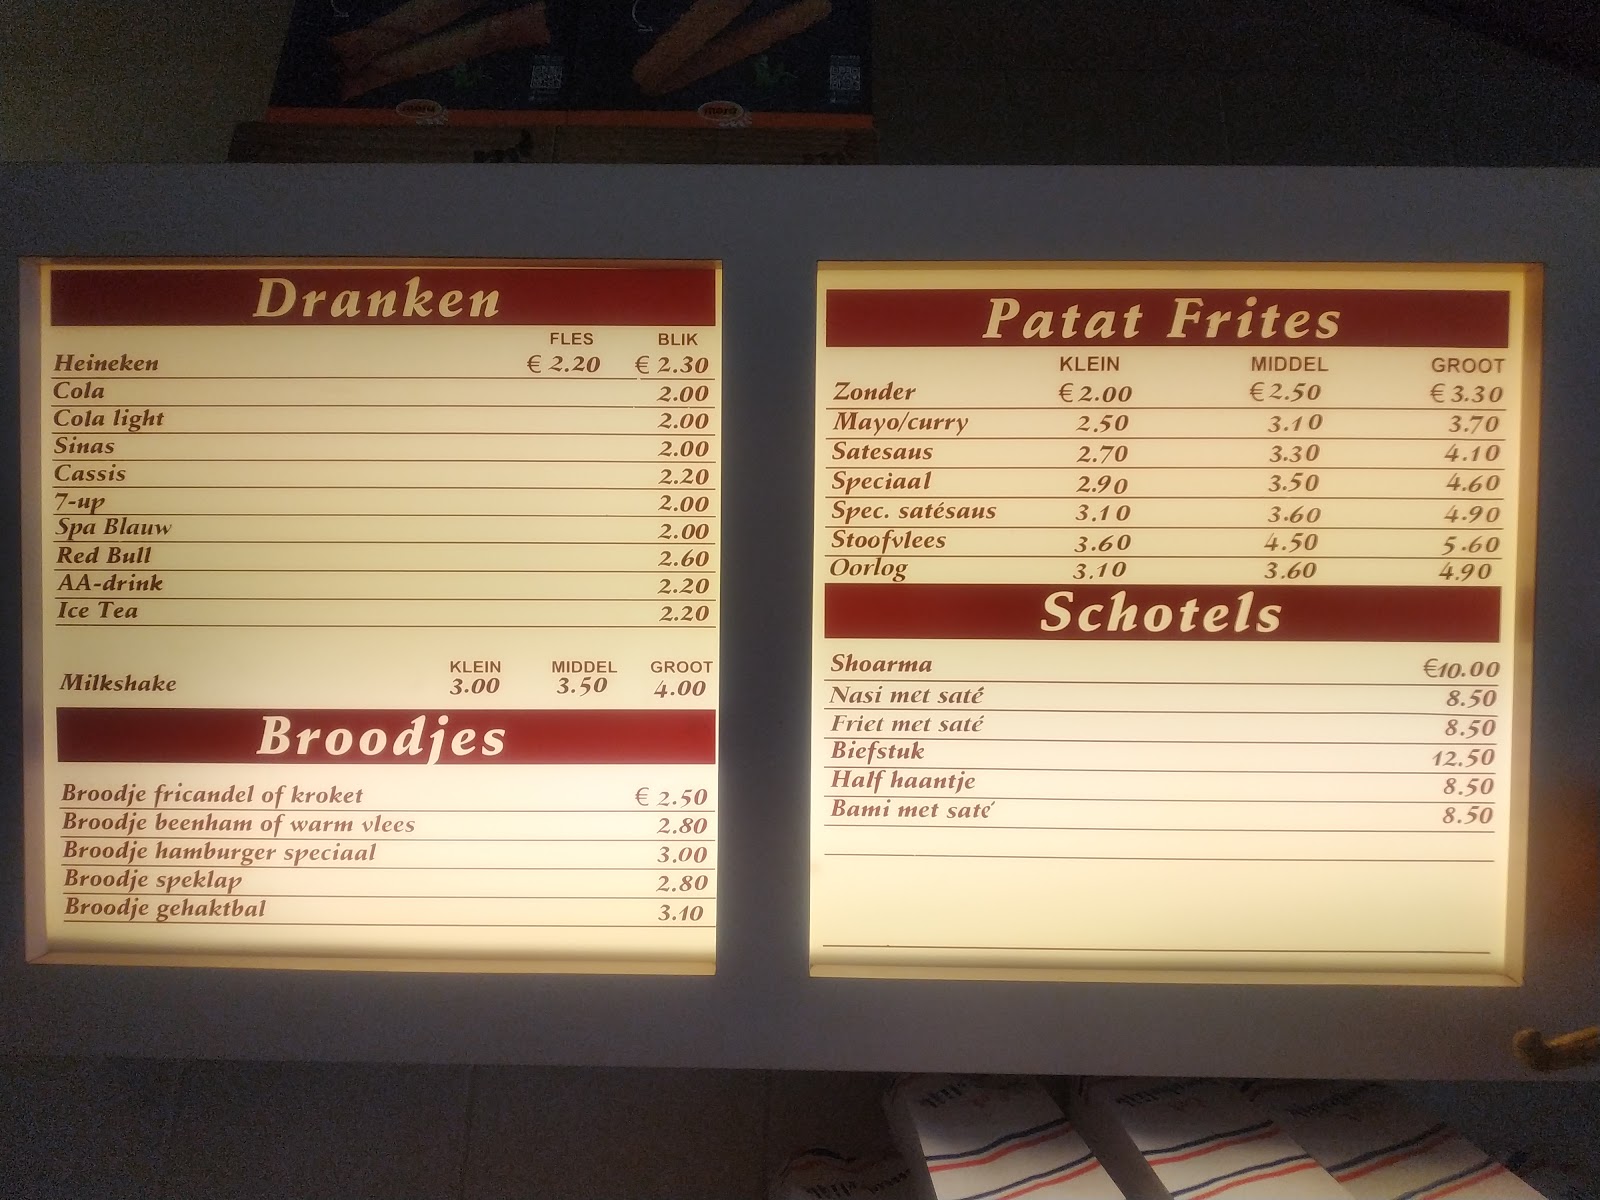 mora
mora
Dranken
FLES BLIK
Heineken € 2.20 € 2.30
Cola 2.00
Cola light 2.00
Sinas 2.00
Cassis 2.20
7-up 2.00
Spa Blauw 2.00
Red Bull 2.60
AA-drink 2.20
Ice Tea 2.20
KLEIN MIDDEL GROOT
Milkshake 3.00 3.50 4.00
Broodjes
Broodje fricandel of kroket € 2.50
Broodje beenham of warm vlees 2.80
Broodje hamburger speciaal 3.00
Broodje speklap 2.80
Broodje gehaktbal 3.10
Patat Frites
KLEIN MIDDEL GROOT
Zonder € 2.00 € 2.50 € 3.30
Mayo/curry 2.50 3.10 3.70
Satesaus 2.70 3.30 4.10
Speciaal 2.90 3.50 4.60
Spec. satésaus 3.10 3.60 4.90
Stoofvlees 3.60 4.50 5.60
Oorlog 3.10 3.60 4.90
Schotels
Shoarma €10.00
Nasi met saté 8.50
Friet met saté 8.50
Biefstuk 12.50
Half haantje 8.50
Bami met saté 8.50